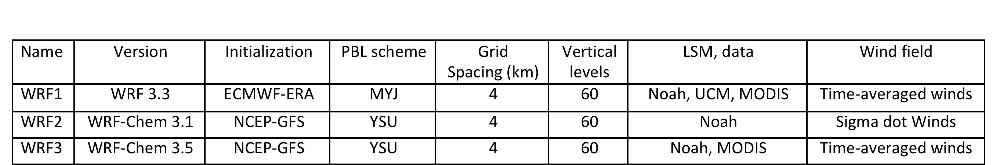 Name Version Initialization PBL scheme Grid Spacing (km) Vertical levels LSM, data Wind field
WRF1 WRF 3.3 ECMWF-ERA MYJ 4 60 Noah, UCM, MODIS Time-averaged winds
WRF2 WRF-Chem 3.1 NCEP-GFS YSU 4 60 Noah Sigma dot Winds
WRF3 WRF-Chem 3.5 NCEP-GFS YSU 4 60 Noah, MODIS Time-averaged winds